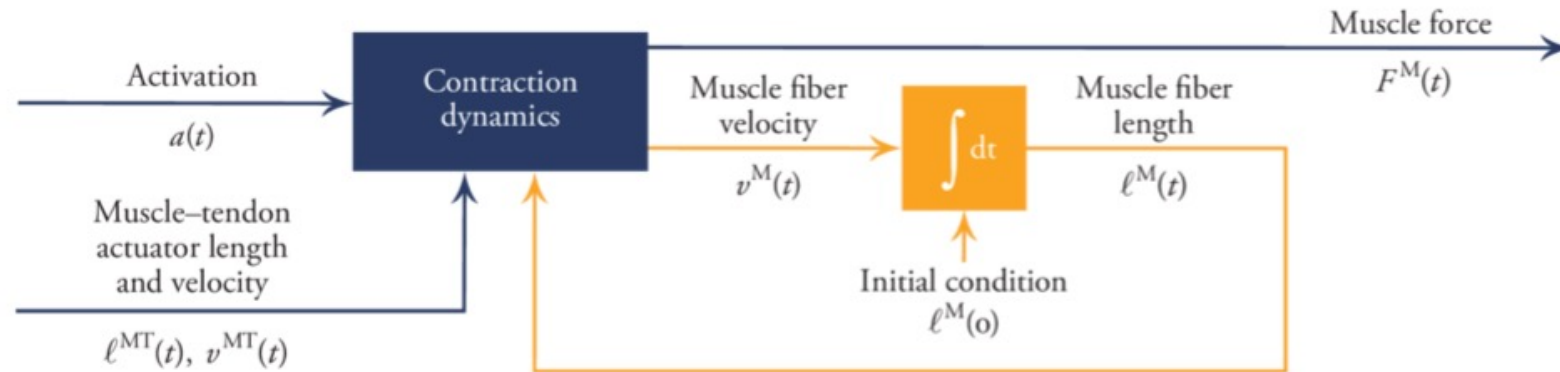 Activation
a(t)
Contraction
dynamics
Muscle force
F^M(t)
Muscle fiber
velocity
v^M(t)
∫ dt
Muscle fiber
length
ℓ^M(t)
Initial condition
ℓ^M(0)
Muscle–tendon
actuator length
and velocity
ℓ^MT(t), v^MT(t)